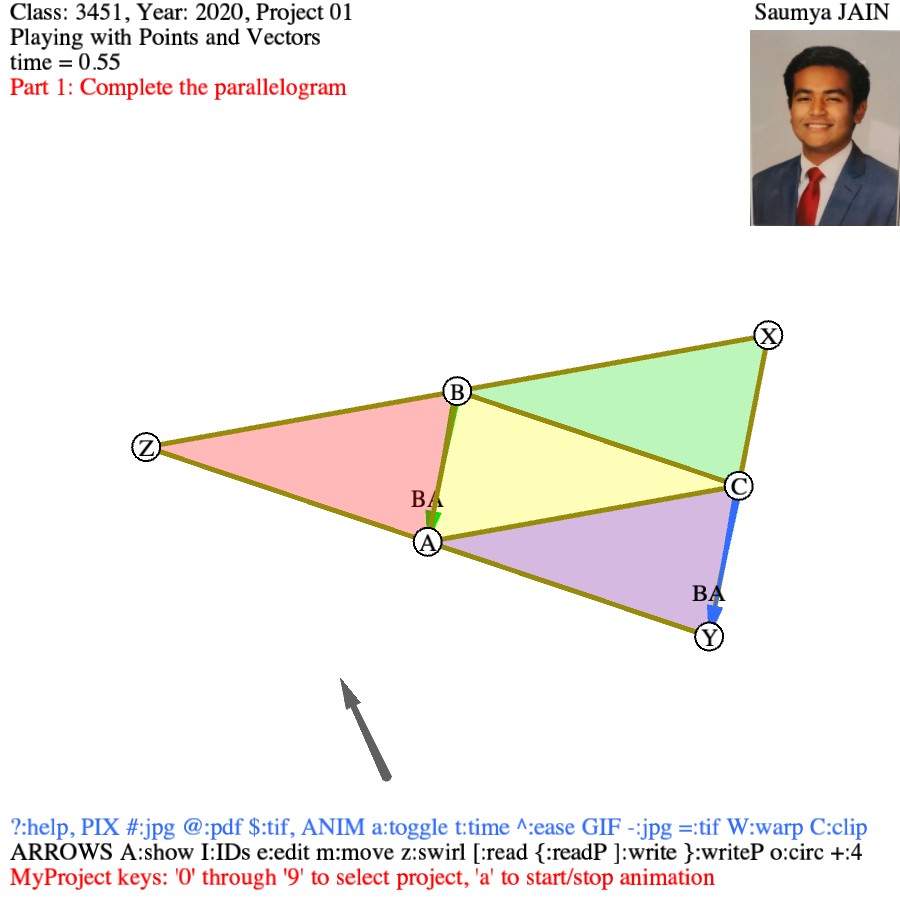 Class: 3451, Year: 2020, Project 01
Saumya JAIN
Playing with Points and Vectors
time = 0.55
Part 1: Complete the parallelogram
X
B
Z
C
BA
A
BA
Y
?:help, PIX #:jpg @:pdf $:tif, ANIM a:toggle t:time ^:ease GIF -:jpg =:tif W:warp C:clip
ARROWS A:show I:IDs e:edit m:move z:swirl [:read {:readP ]:write }:writeP o:circ +:4
MyProject keys: '0' through '9' to select project, 'a' to start/stop animation